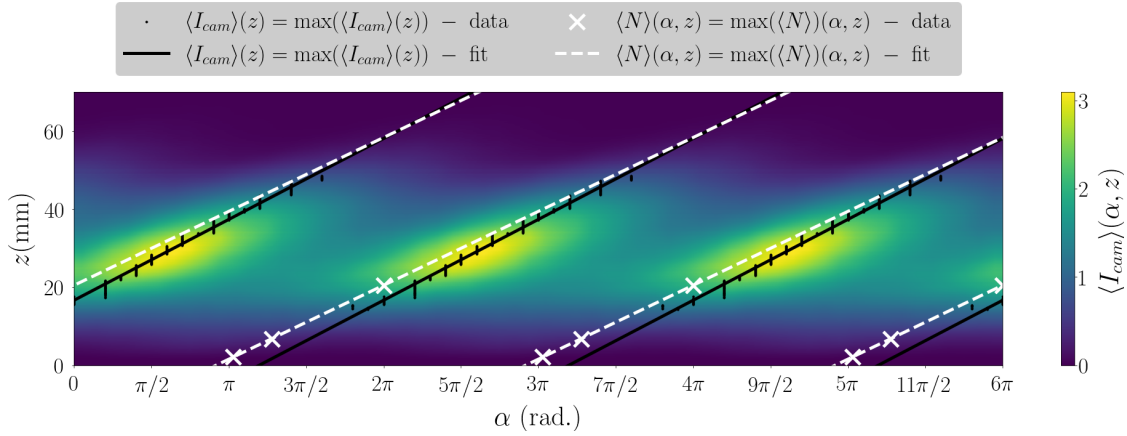 ⟨I_cam⟩(z) = max(⟨I_cam⟩(z)) − data
⟨I_cam⟩(z) = max(⟨I_cam⟩(z)) − fit
⟨N⟩(α, z) = max(⟨N⟩)(α, z) − data
⟨N⟩(α, z) = max(⟨N⟩)(α, z) − fit
z(mm)
60
40
20
0
0 π/2 π 3π/2 2π 5π/2 3π 7π/2 4π 9π/2 5π 11π/2 6π
α (rad.)
3
2
1
0
⟨I_cam⟩(α, z)